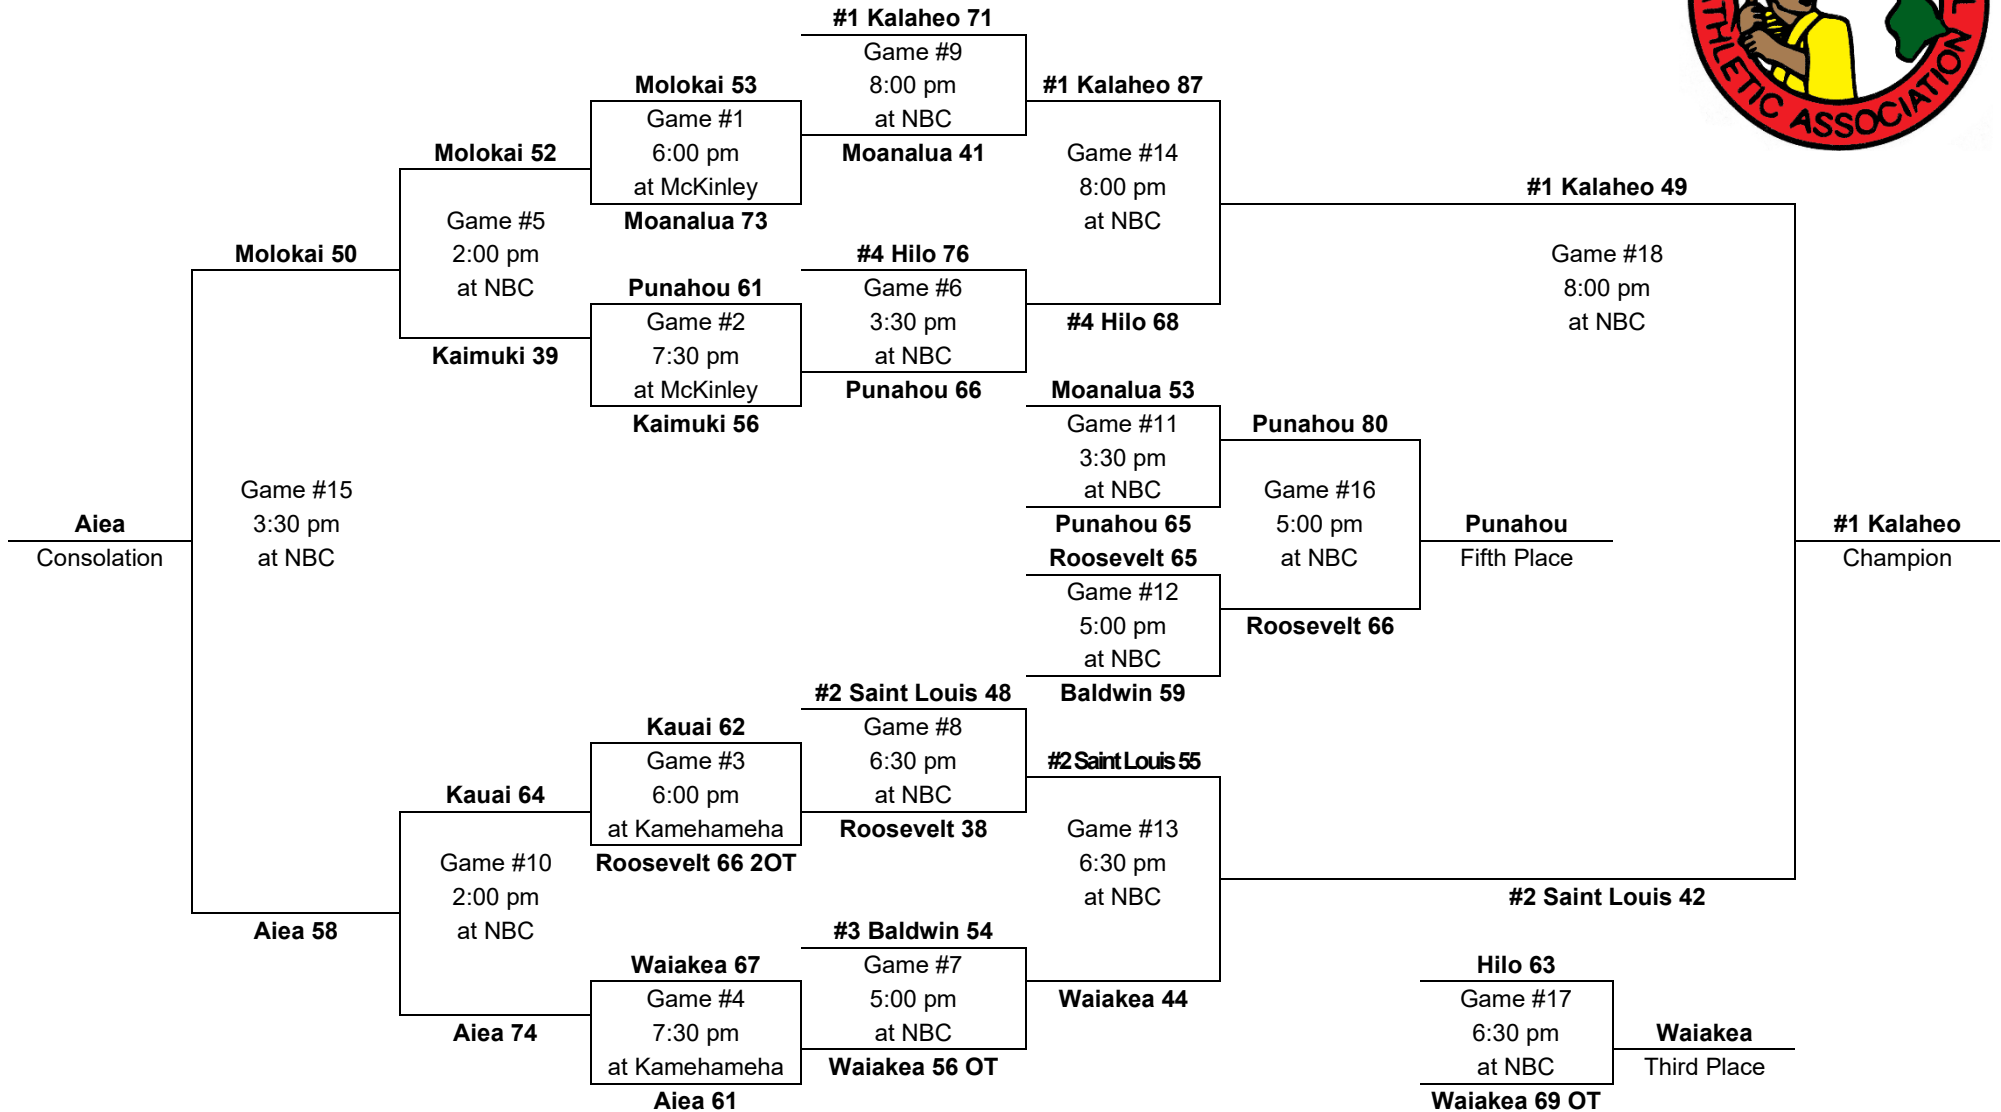 #1 Kalaheo 71
Game #9
8:00 pm
at NBC
Moanalua 41
Molokai 53
Game #1
6:00 pm
at McKinley
Moanalua 73
#1 Kalaheo 87
Game #14
8:00 pm
at NBC
#4 Hilo 68
Molokai 52
Game #5
2:00 pm
at NBC
Kaimuki 39
#1 Kalaheo 49
Game #18
8:00 pm
at NBC
#2 Saint Louis 42
Molokai 50
Game #15
3:30 pm
at NBC
Aiea 58
Punahou 61
Game #2
7:30 pm
at McKinley
Kaimuki 56
#4 Hilo 76
Game #6
3:30 pm
at NBC
Punahou 66
Moanalua 53
Game #11
3:30 pm
at NBC
Punahou 65
Punahou 80
Game #16
5:00 pm
at NBC
Roosevelt 66
Aiea
Consolation
Punahou
Fifth Place
#1 Kalaheo
Champion
Roosevelt 65
Game #12
5:00 pm
at NBC
Baldwin 59
Kauai 62
Game #3
6:00 pm
at Kamehameha
Roosevelt 66 2OT
#2 Saint Louis 48
Game #8
6:30 pm
at NBC
Roosevelt 38
#2 Saint Louis 55
Game #13
6:30 pm
at NBC
Waiakea 44
Kauai 64
Game #10
2:00 pm
at NBC
Aiea 74
Waiakea 67
Game #4
7:30 pm
at Kamehameha
Aiea 61
#3 Baldwin 54
Game #7
5:00 pm
at NBC
Waiakea 56 OT
Hilo 63
Game #17
6:30 pm
at NBC
Waiakea 69 OT
Waiakea
Third Place
ASSOCIATION